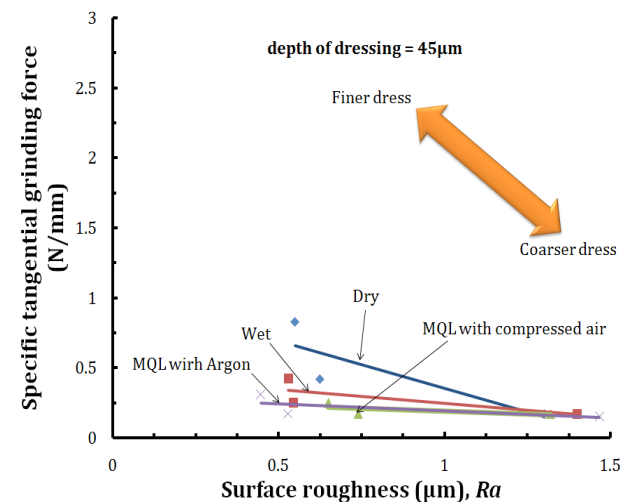 3
depth of dressing = 45µm
2.5
Finer dress
2
1.5
Coarser dress
1
Dry
MQL with compressed air
Wet
MQL wirh Argon
0.5
0
0
0.5
1
1.5
Specific tangential grinding force
(N/mm)
Surface roughness (µm), Ra